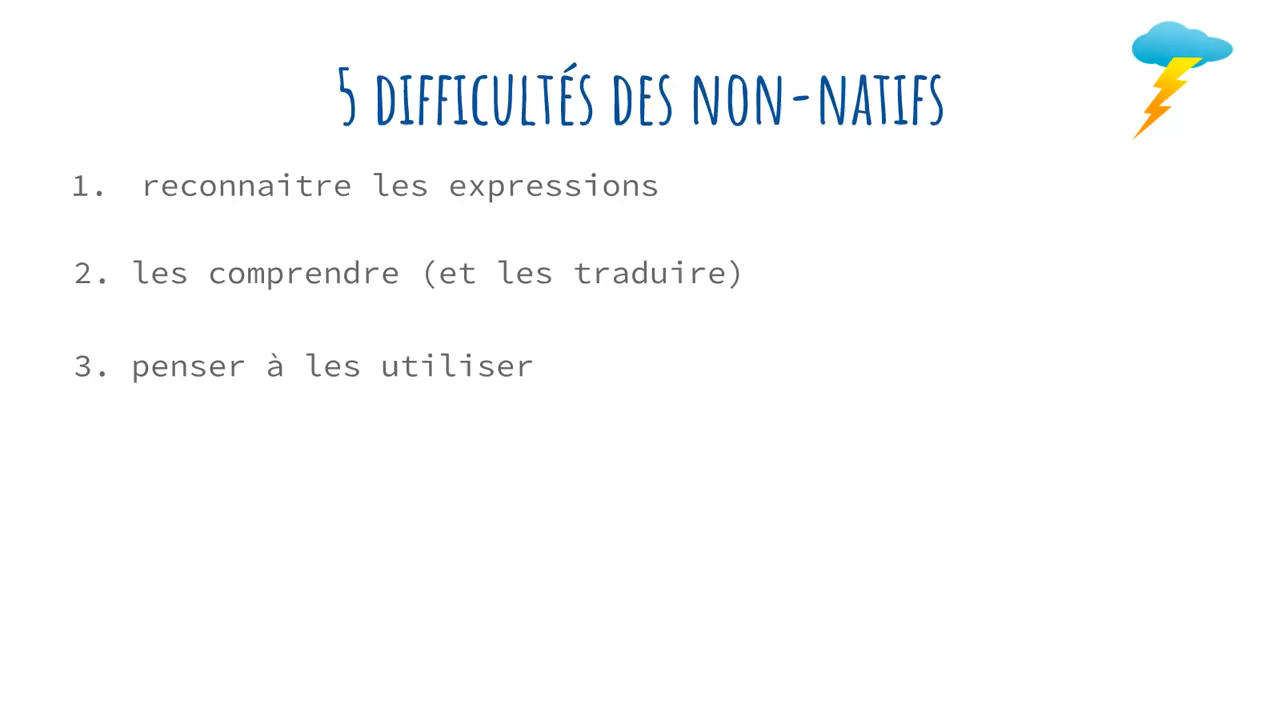 5 DIFFICULTÉS DES NON-NATIFS
1. reconnaitre les expressions
2. les comprendre (et les traduire)
3. penser à les utiliser